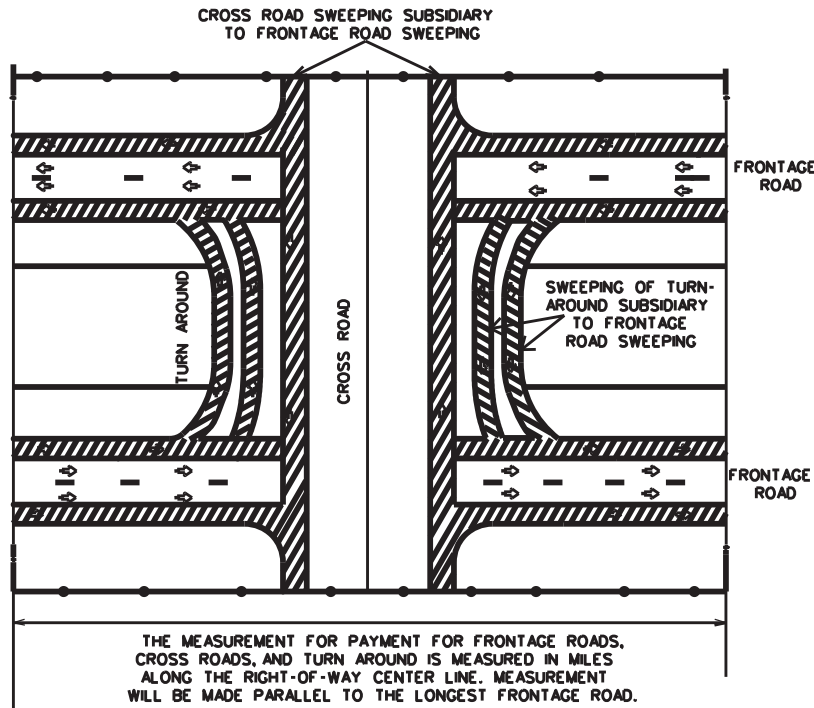 CROSS ROAD SWEEPING SUBSIDIARY
TO FRONTAGE ROAD SWEEPING
FRONTAGE
ROAD
TURN AROUND
CROSS ROAD
SWEEPING OF TURN-
AROUND SUBSIDIARY
TO FRONTAGE
ROAD SWEEPING
FRONTAGE
ROAD
THE MEASUREMENT FOR PAYMENT FOR FRONTAGE ROADS,
CROSS ROADS, AND TURN AROUND IS MEASURED IN MILES
ALONG THE RIGHT-OF-WAY CENTER LINE. MEASUREMENT
WILL BE MADE PARALLEL TO THE LONGEST FRONTAGE ROAD.